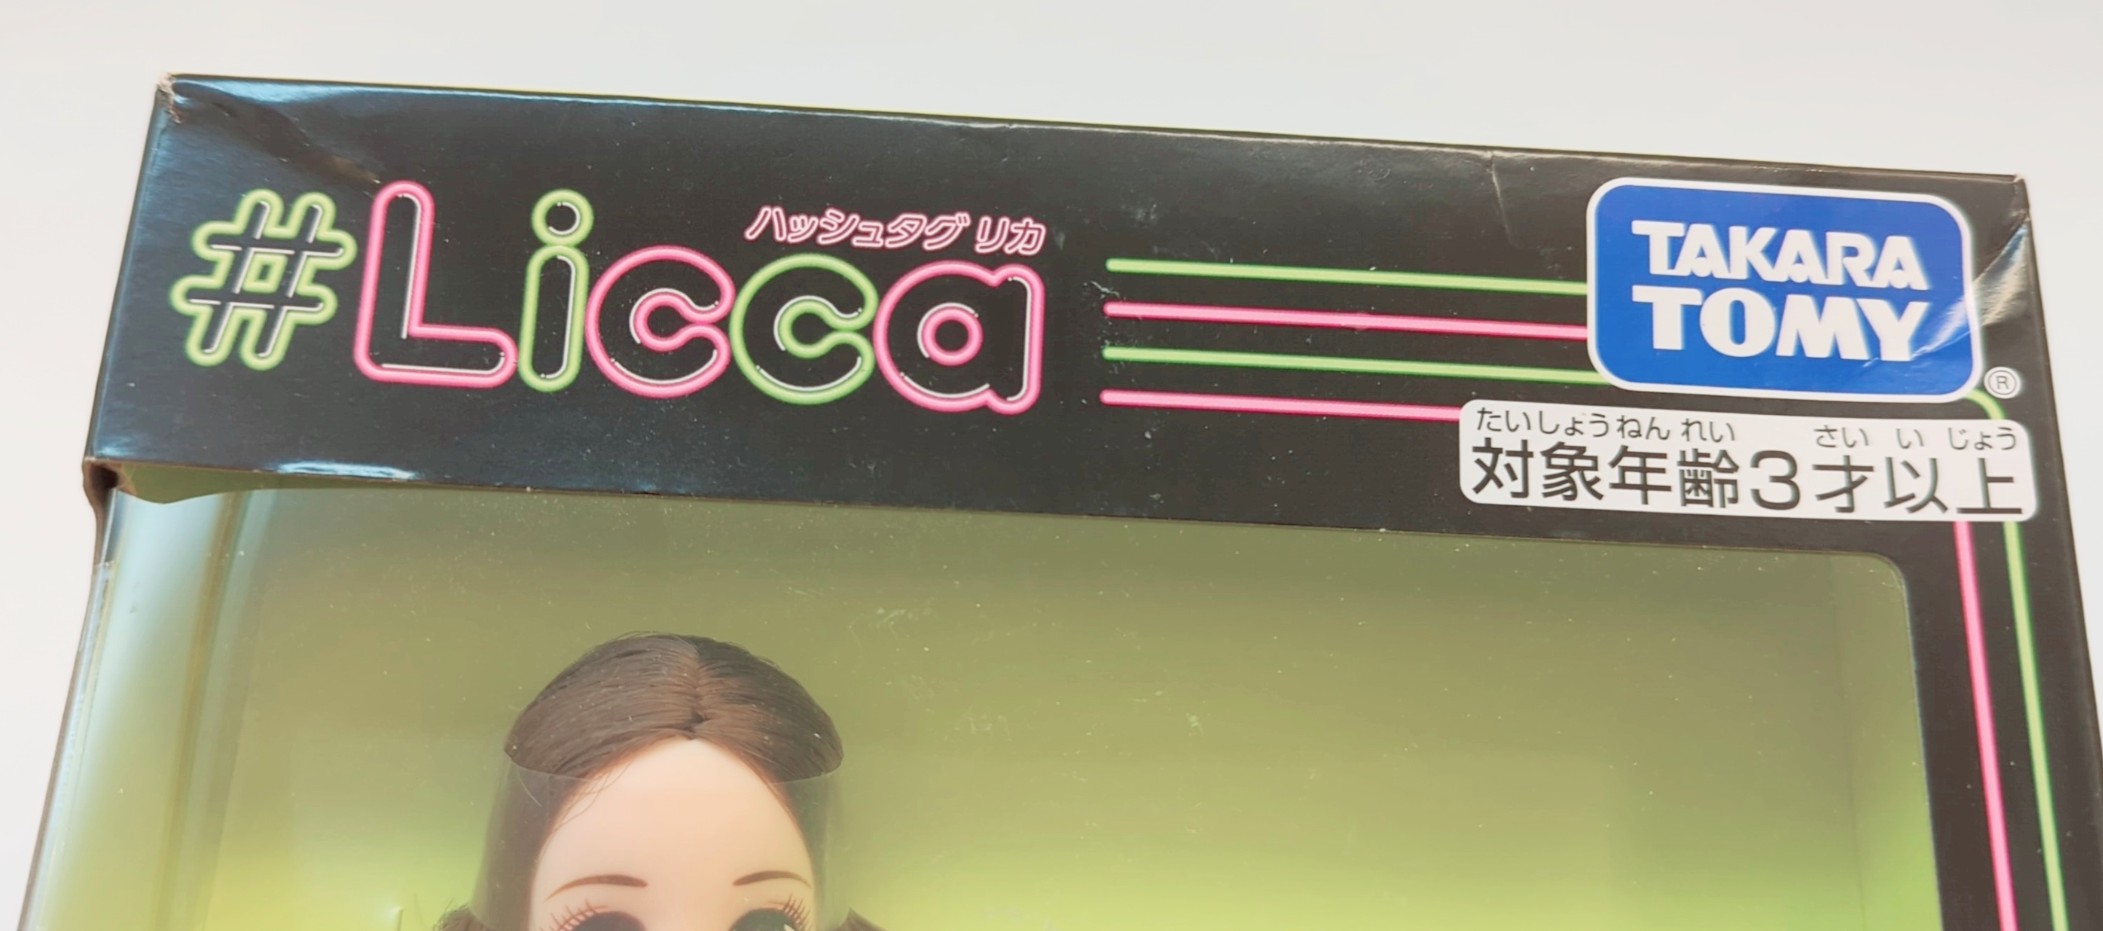 ハッシュタグ リカ
#Licca
TAKARA
TOMY
®
たいしょうねんれい さい い じょう
対象年齢3才以上